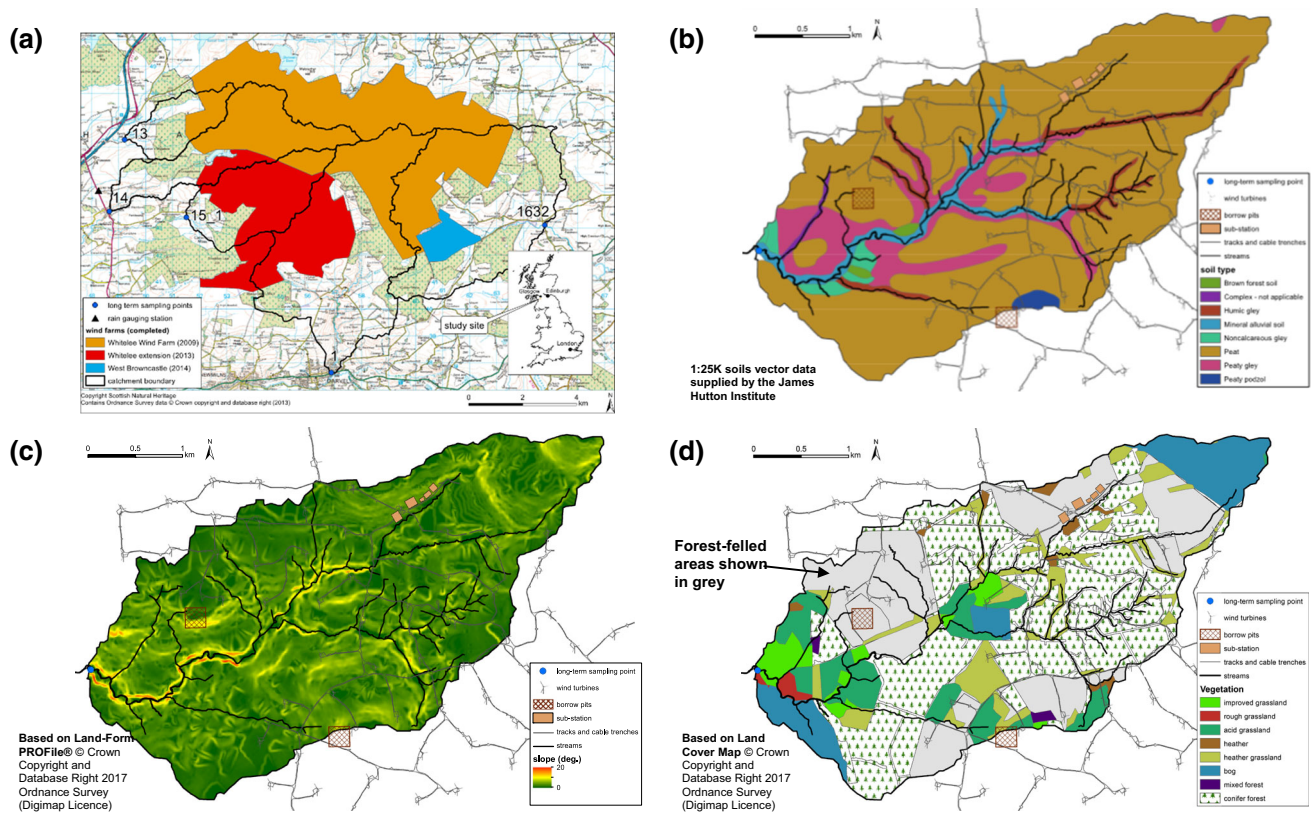 (a)
13
H
A
14
15_1
1632
1
DARVEL
study site
Glasgow
Edinburgh
London
long term sampling points
rain gauging station
wind farms (completed)
Whitelee Wind Farm (2009)
Whitelee extension (2013)
West Browncastle (2014)
catchment boundary
0 2 4
km
N
Copyright Scottish Natural Heritage
Contains Ordnance Survey data © Crown copyright and database right (2013)
(b)
0 0.5 1
km
N
long-term sampling point
wind turbines
borrow pits
sub-station
tracks and cable trenches
streams
soil type
Brown forest soil
Complex - not applicable
Humic gley
Mineral alluvial soil
Noncalcareous gley
Peat
Peaty gley
Peaty podzol
1:25K soils vector data
supplied by the James
Hutton Institute
(c)
0 0.5 1
km
N
long-term sampling point
wind turbines
borrow pits
sub-station
tracks and cable trenches
streams
slope (deg.)
20
0
Based on Land-Form
PROFile® © Crown
Copyright and
Database Right 2017
Ordnance Survey
(Digimap Licence)
(d)
0 0.5 1
km
N
Forest-felled
areas shown
in grey
long-term sampling point
wind turbines
borrow pits
sub-station
tracks and cable trenches
streams
Vegetation
improved grassland
rough grassland
acid grassland
heather
heather grassland
bog
mixed forest
conifer forest
Based on Land
Cover Map © Crown
Copyright and
Database Right 2017
Ordnance Survey
(Digimap Licence)